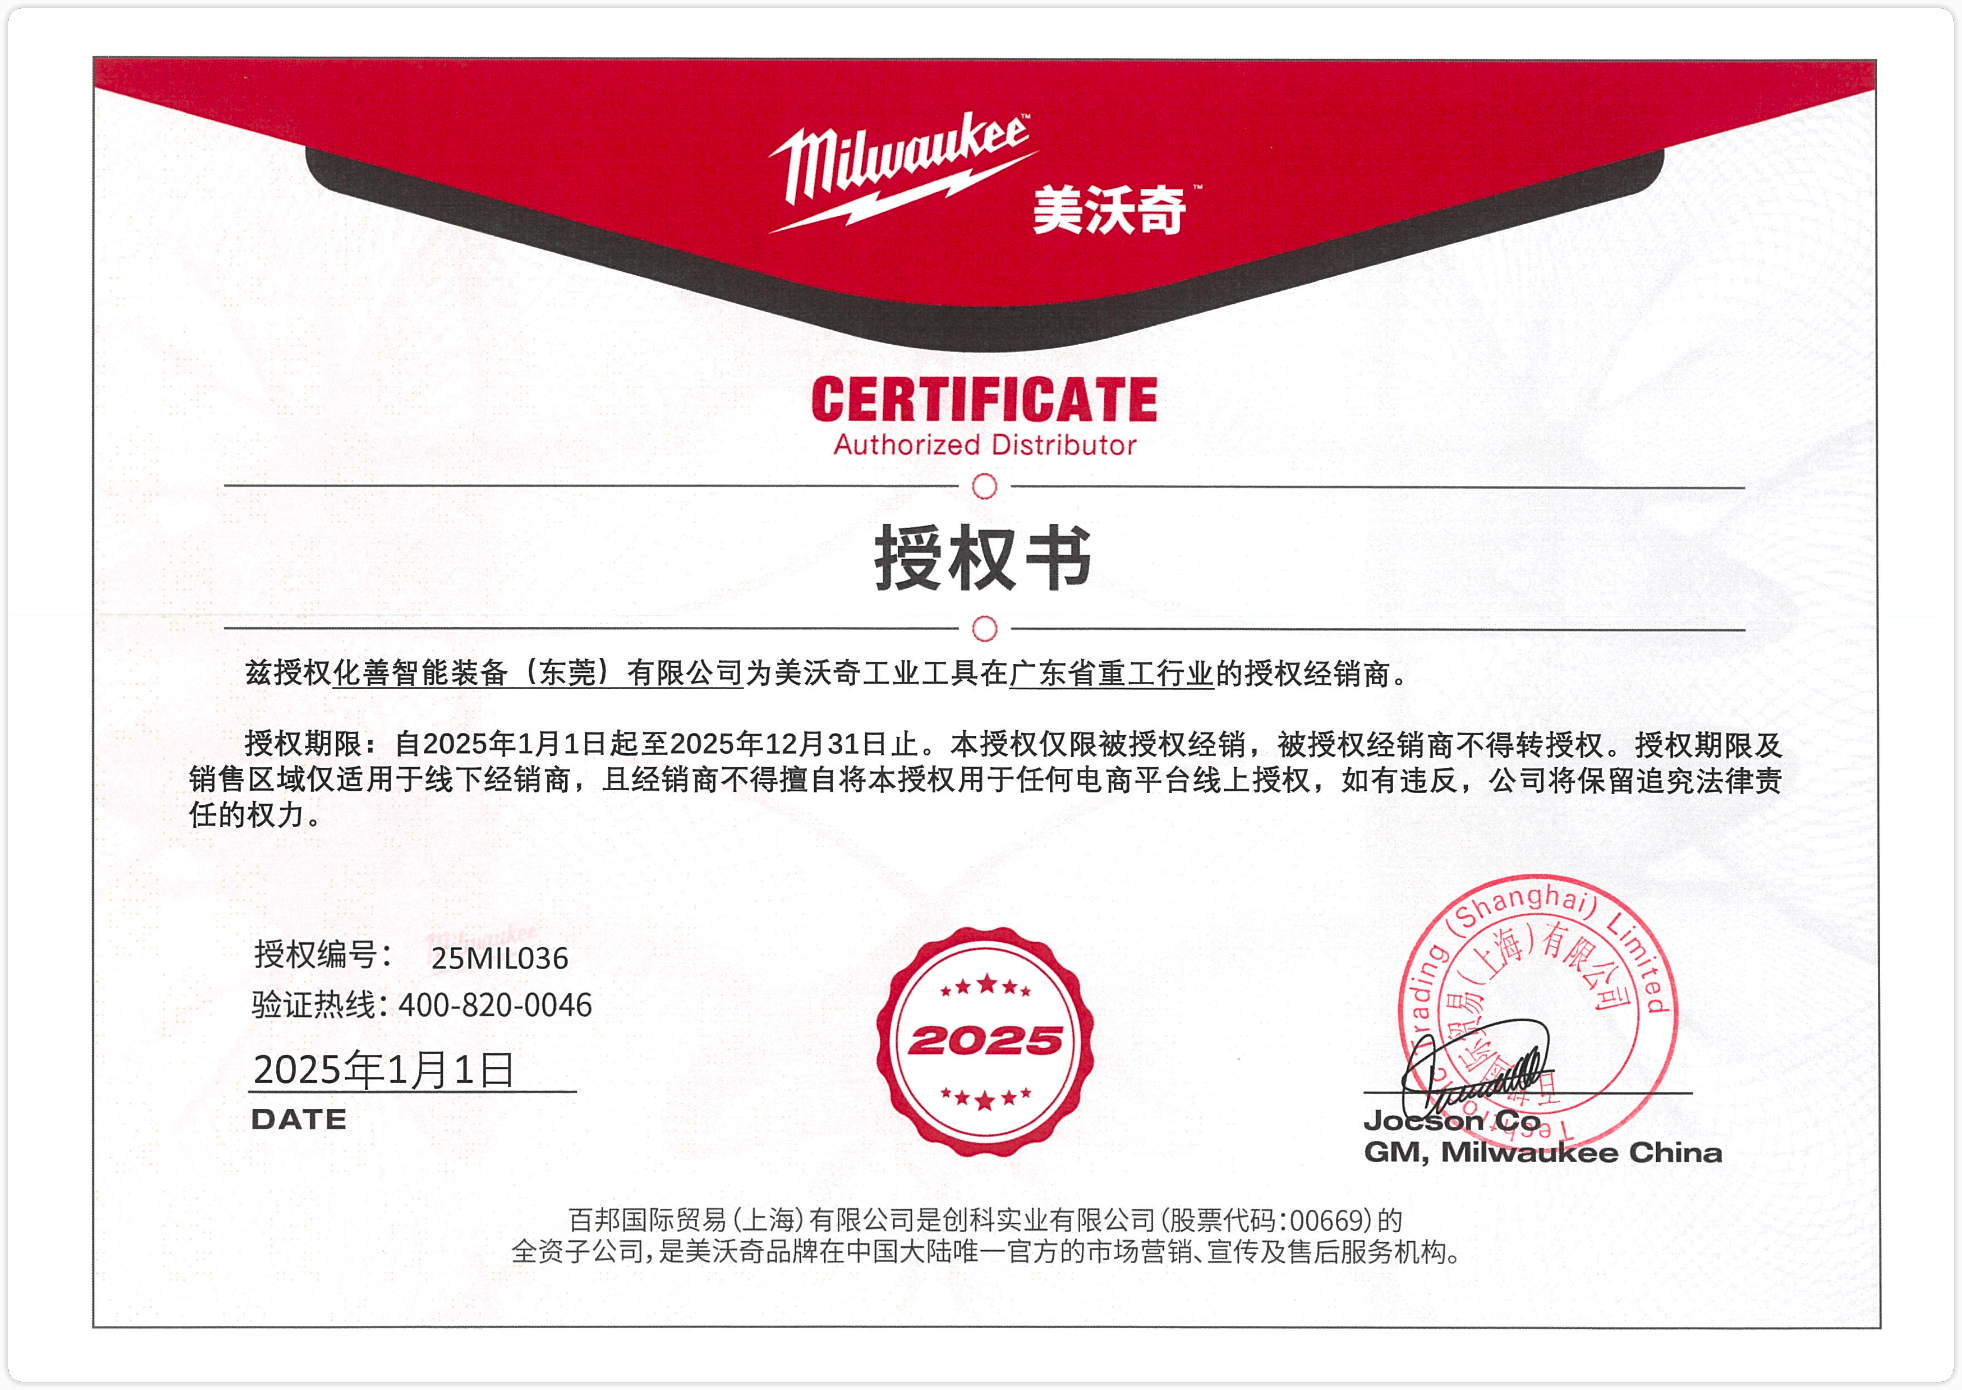 Milwaukee™
美沃奇™
CERTIFICATE
Authorized Distributor
授权书
兹授权化善智能装备（东莞）有限公司为美沃奇工业工具在广东省重工行业的授权经销商。
授权期限：自2025年1月1日起至2025年12月31日止。本授权仅限被授权经销，被授权经销商不得转授权。授权期限及
销售区域仅适用于线下经销商，且经销商不得擅自将本授权用于任何电商平台线上授权，如有违反，公司将保留追究法律责
任的权力。
Milwaukee
授权编号： 25MIL036
验证热线：400-820-0046
2025年1月1日
DATE
2025
Trading (Shanghai) Limited
国际贸易(上海)有限公司
Jocson Co
GM, Milwaukee China
百邦国际贸易（上海）有限公司是创科实业有限公司（股票代码：00669）的
全资子公司，是美沃奇品牌在中国大陆唯一官方的市场营销、宣传及售后服务机构。